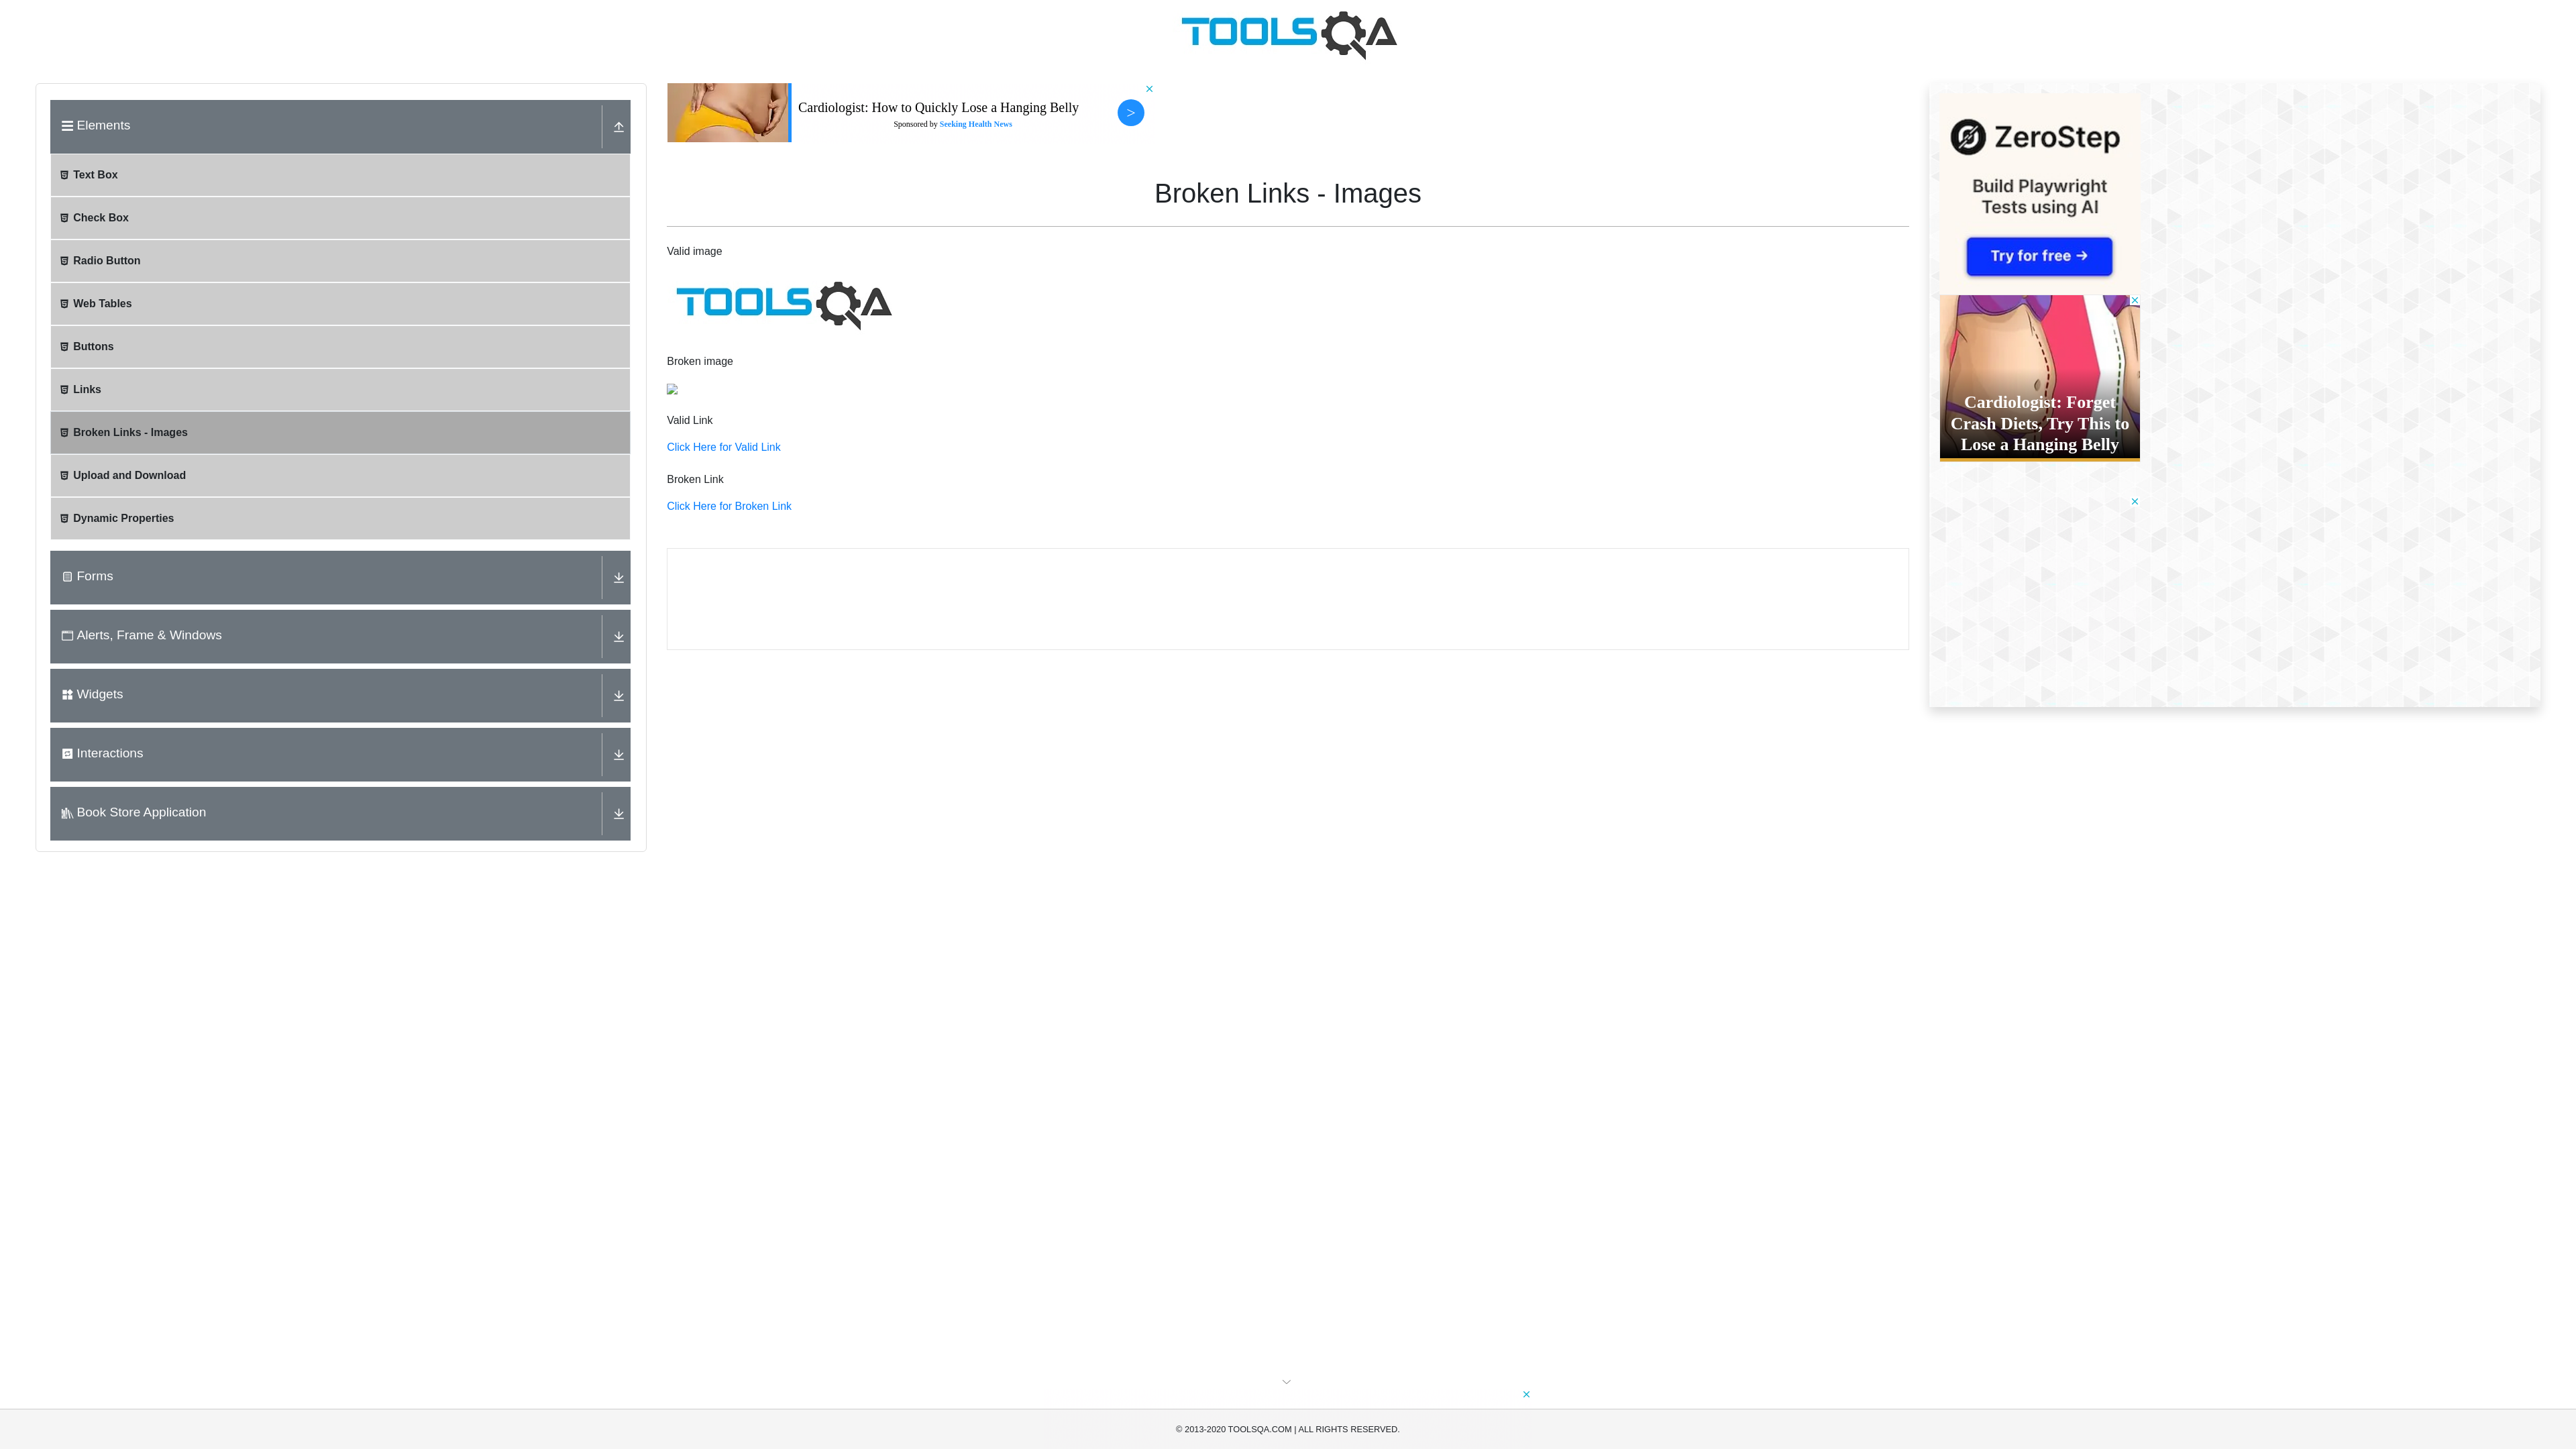 TOOLSQA
Elements
Text Box
Check Box
Radio Button
Web Tables
Buttons
Links
Broken Links - Images
Upload and Download
Dynamic Properties
Forms
Alerts, Frame & Windows
Widgets
Interactions
Book Store Application
Cardiologist: How to Quickly Lose a Hanging Belly
Sponsored by Seeking Health News
>
Broken Links - Images
Valid image
TOOLSQA
Broken image
Valid Link
Click Here for Valid Link
Broken Link
Click Here for Broken Link
ZeroStep
Build Playwright
Tests using AI
Try for free →
Cardiologist: Forget
Crash Diets, Try This to
Lose a Hanging Belly
© 2013-2020 TOOLSQA.COM | ALL RIGHTS RESERVED.